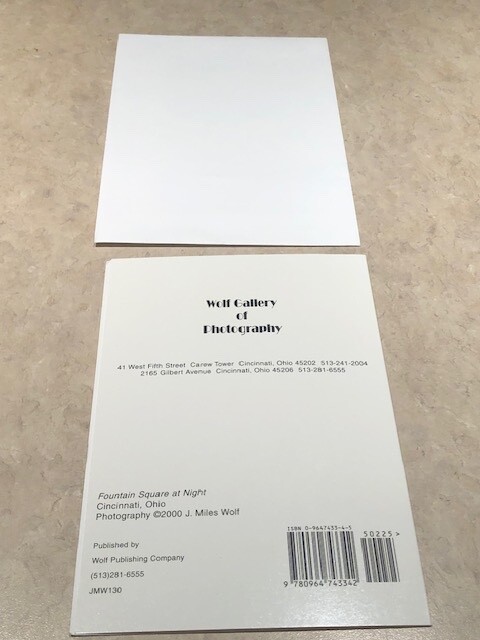 Wolf Gallery
of
Photography
41 West Fifth Street Carew Tower Cincinnati, Ohio 45202 513-241-2004
2165 Gilbert Avenue Cincinnati, Ohio 45206 513-281-6555
Fountain Square at Night
Cincinnati, Ohio
Photography ©2000 J. Miles Wolf
Published by
Wolf Publishing Company
(513)281-6555
JMW130
ISBN 0-9647433-4-5
50225>
9 780964 743342